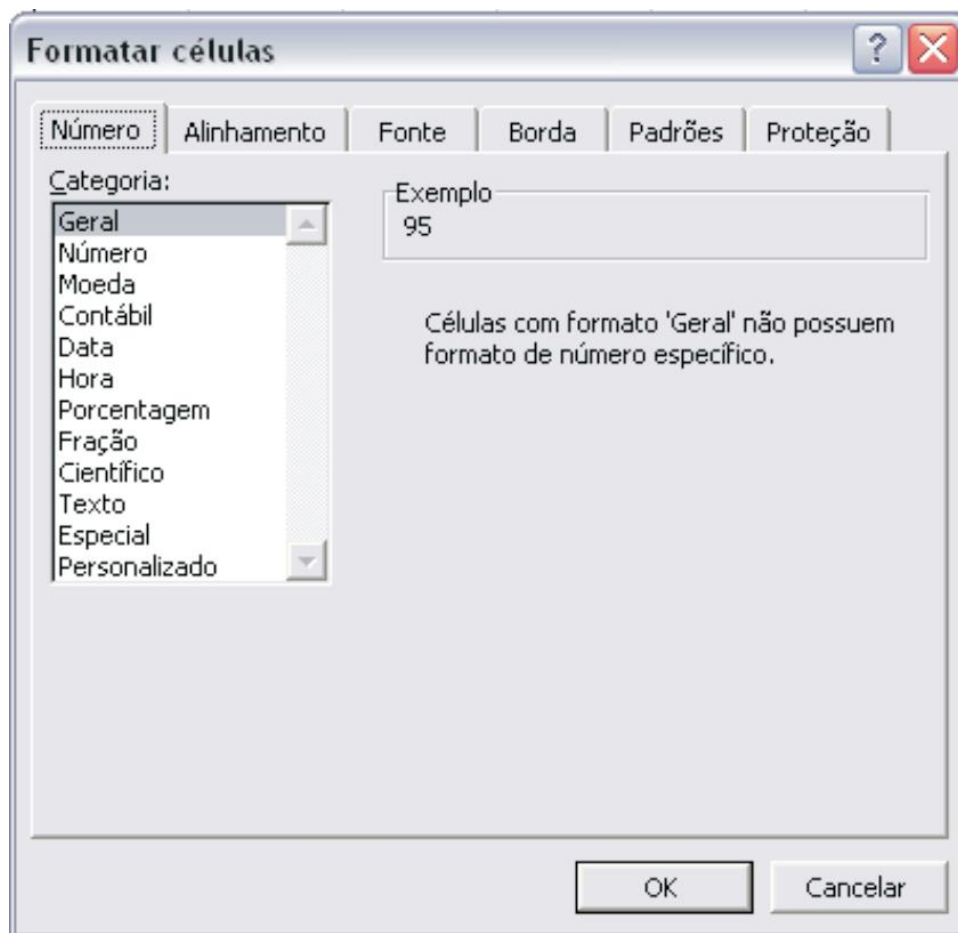 Formatar células
Número Alinhamento Fonte Borda Padrões Proteção
Categoria:
Geral
Número
Moeda
Contábil
Data
Hora
Porcentagem
Fração
Científico
Texto
Especial
Personalizado
Exemplo
95
Células com formato 'Geral' não possuem
formato de número específico.
OK Cancelar